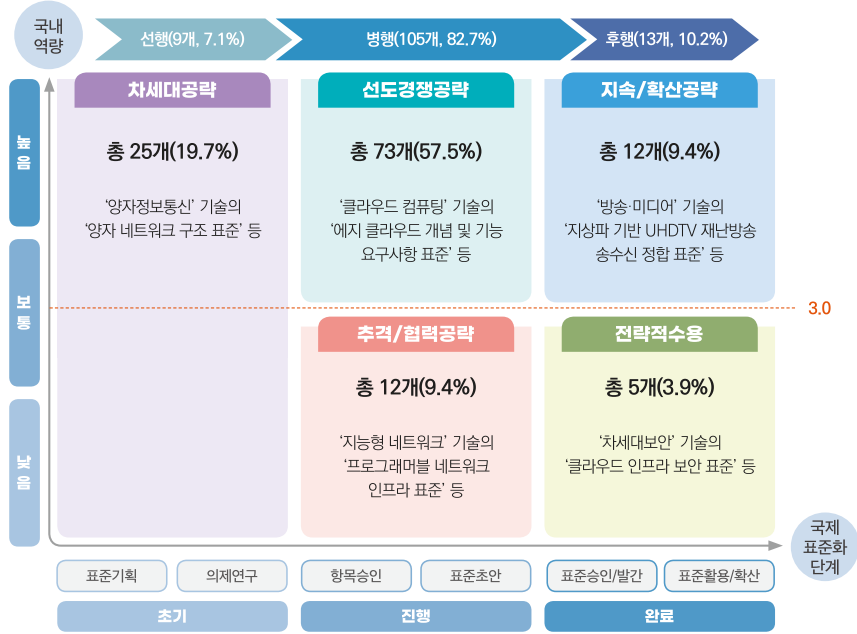 국내
역량
선행(9개, 7.1%)
병행(105개, 82.7%)
후행(13개, 10.2%)
높음
보통
낮음
차세대공략
총 25개(19.7%)
‘양자정보통신’ 기술의
‘양자 네트워크 구조 표준’ 등
선도경쟁공략
총 73개(57.5%)
‘클라우드 컴퓨팅’ 기술의
‘에지 클라우드 개념 및 기능
요구사항 표준’ 등
지속/확산공략
총 12개(9.4%)
‘방송·미디어’ 기술의
‘지상파 기반 UHDTV 재난방송
송수신 정합 표준’ 등
3.0
추격/협력공략
총 12개(9.4%)
‘지능형 네트워크’ 기술의
‘프로그래머블 네트워크
인프라 표준’ 등
전략적수용
총 5개(3.9%)
‘차세대보안’ 기술의
‘클라우드 인프라 보안 표준’ 등
국제
표준화
단계
표준기획
의제연구
항목승인
표준초안
표준승인/발간
표준활용/확산
초기
진행
완료